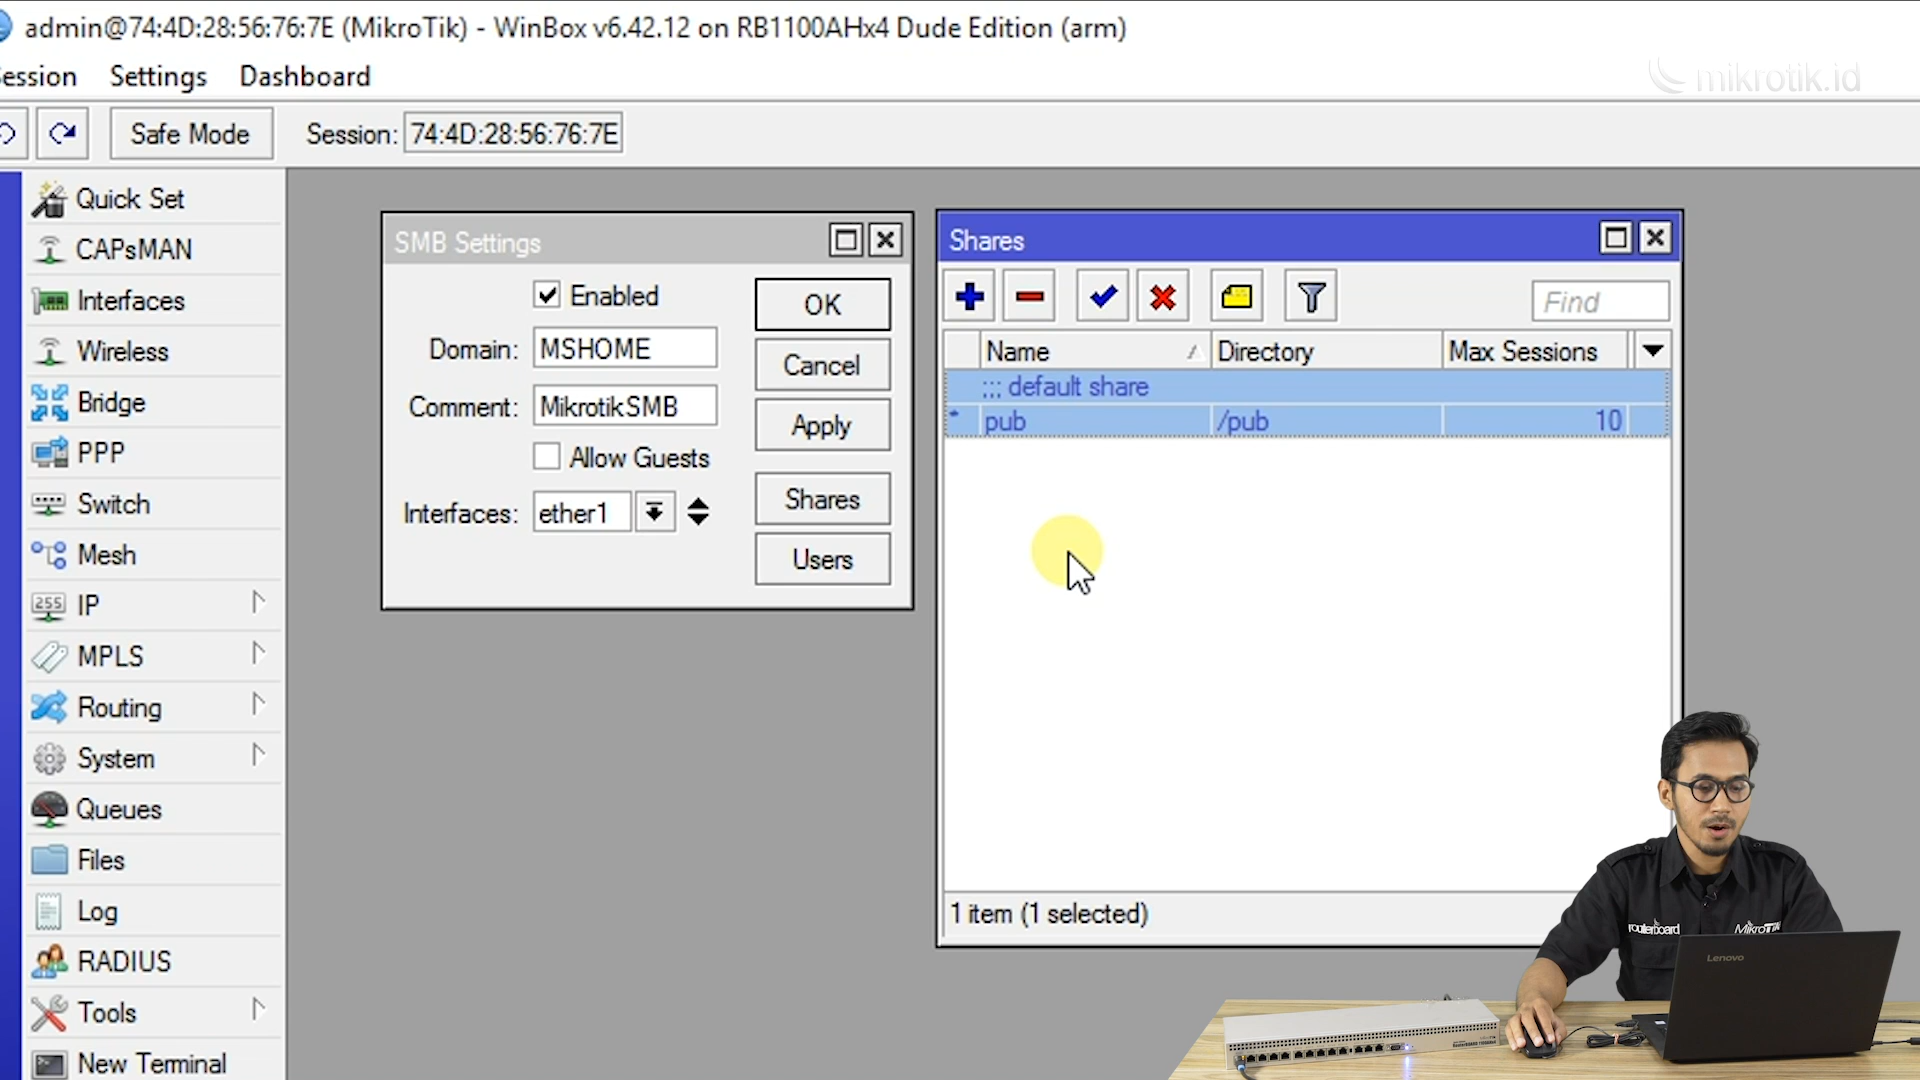 admin@74:4D:28:56:76:7E (MikroTik) - WinBox v6.42.12 on RB1100AHx4 Dude Edition (arm)
ession Settings Dashboard
mikrotik.id
Safe Mode Session: 74:4D:28:56:76:7E
Quick Set
CAPsMAN
Interfaces
Wireless
Bridge
PPP
Switch
Mesh
255 IP
MPLS
Routing
System
Queues
Files
Log
RADIUS
Tools
New Terminal
SMB Settings
Enabled
Domain: MSHOME
Comment: MikrotikSMB
Allow Guests
Interfaces: ether1
OK
Cancel
Apply
Shares
Users
Shares
Find
Name Directory Max Sessions
;;; default share
* pub /pub 10
1 item (1 selected)
routerboard MikroTik
Lenovo